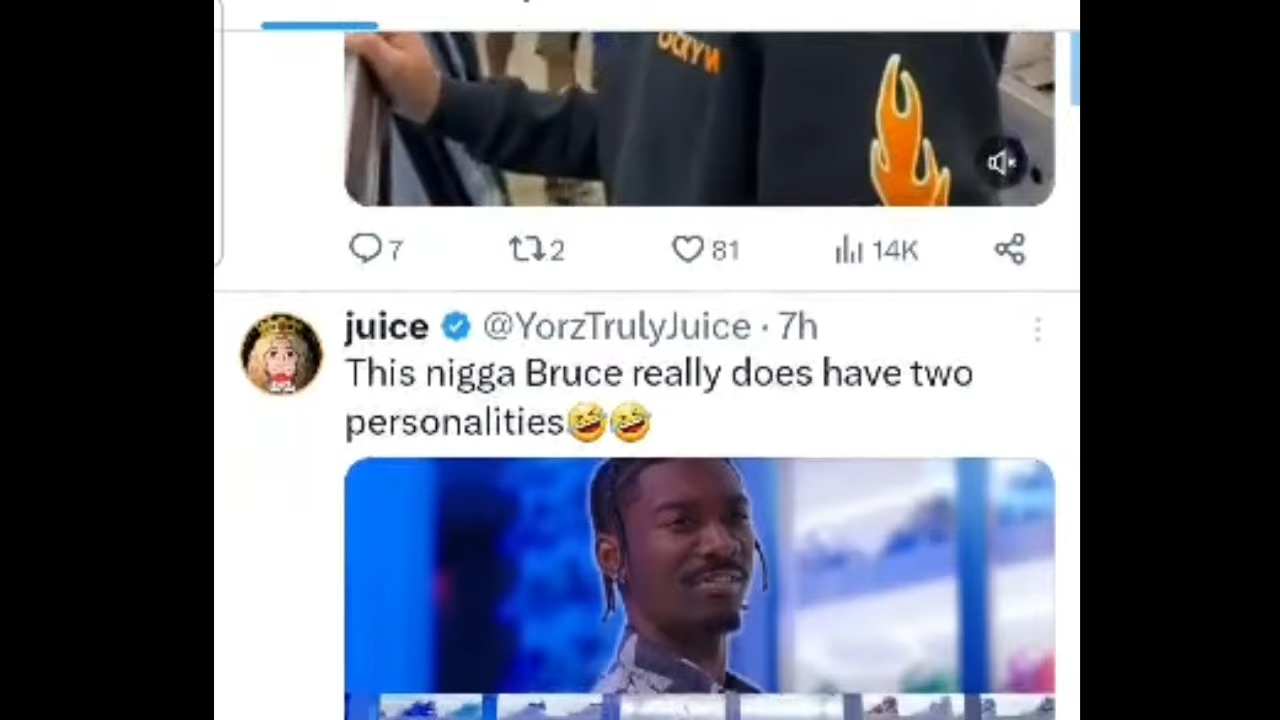 7 2 81 14K
juice @YorzTrulyJuice · 7h
This nigga Bruce really does have two
personalities🤣🤣